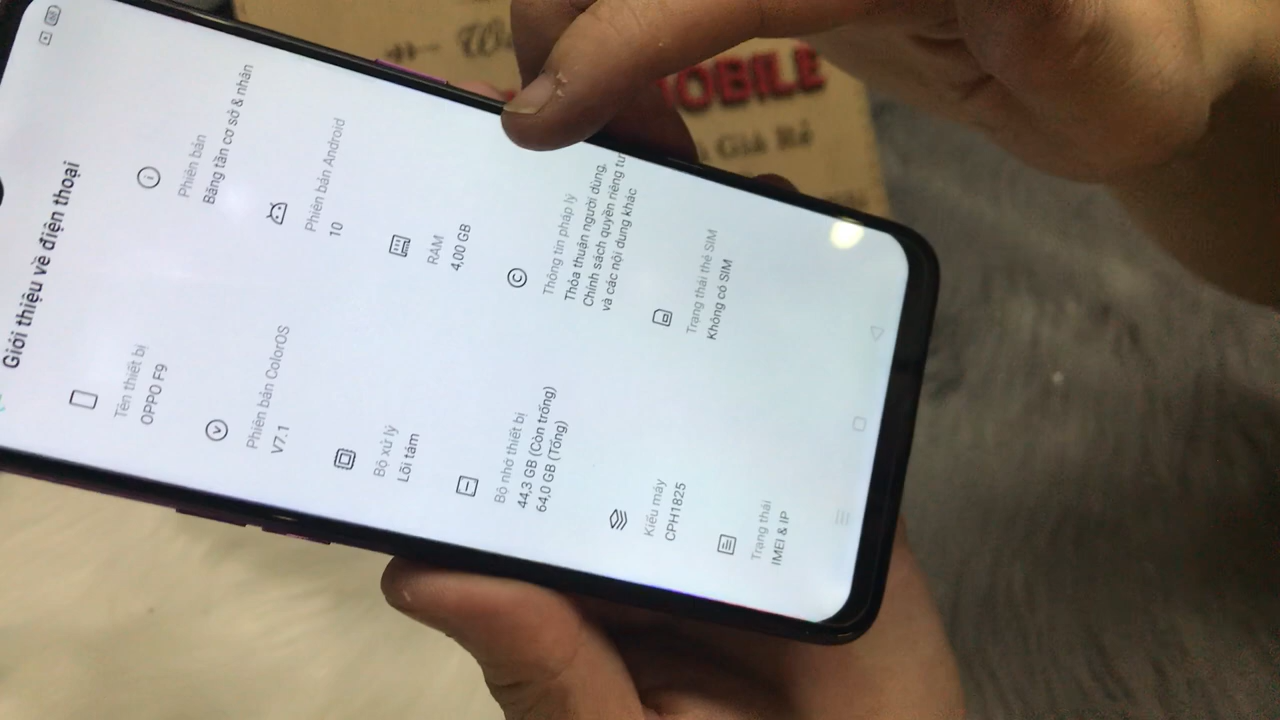 Giới thiệu về điện thoại
Tên thiết bị
OPPO F9
Phiên bản
Băng tần cơ sở & nhân
Phiên bản ColorOS
V7.1
Phiên bản Android
10
Bộ xử lý
Lõi tám
RAM
4,00 GB
Bộ nhớ thiết bị
44,3 GB (Còn trống)
64,0 GB (Tổng)
Thông tin pháp lý
Thỏa thuận người dùng,
Chính sách quyền riêng tư
và các nội dung khác
Kiểu máy
CPH1825
Trạng thái thẻ SIM
Không có SIM
Trạng thái
IMEI & IP
MOBILE
Giá Rẻ